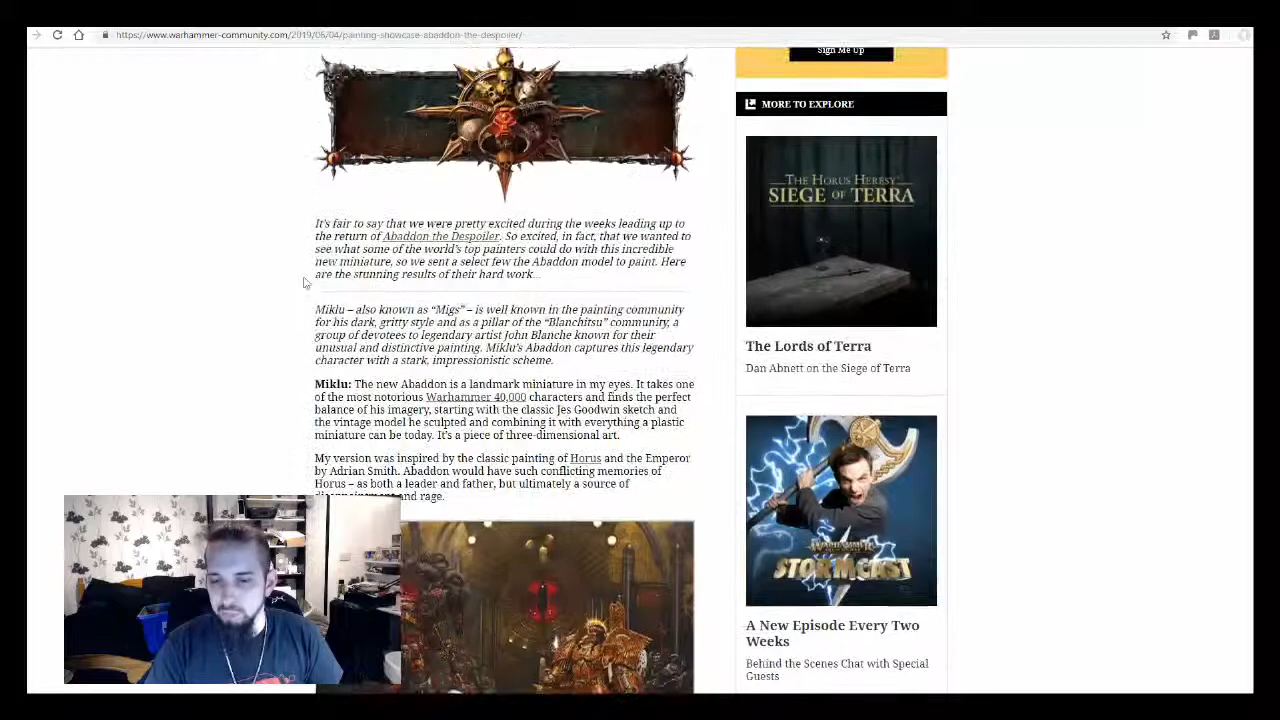 https://www.warhammer-community.com/2019/06/04/painting-showcase-abaddon-the-despoiler/
Sign Me Up
It's fair to say that we were pretty excited during the weeks leading up to
the return of Abaddon the Despoiler. So excited, in fact, that we wanted to
see what some of the world's top painters could do with this incredible
new miniature, so we sent a select few the Abaddon model to paint. Here
are the stunning results of their hard work...
Miklu – also known as “Migs” – is well known in the painting community
for his dark, gritty style and as a pillar of the “Blanchitsu” community, a
group of devotees to legendary artist John Blanche known for their
unusual and distinctive painting. Miklu's Abaddon captures this legendary
character with a stark, impressionistic scheme.
Miklu: The new Abaddon is a landmark miniature in my eyes. It takes one
of the most notorious Warhammer 40,000 characters and finds the perfect
balance of his imagery, starting with the classic Jes Goodwin sketch and
the vintage model he sculpted and combining it with everything a plastic
miniature can be today. It's a piece of three-dimensional art.
My version was inspired by the classic painting of Horus and the Emperor
by Adrian Smith. Abaddon would have such conflicting memories of
Horus – as both a leader and father, but ultimately a source of
and rage.
MORE TO EXPLORE
THE HORUS HERESY
SIEGE OF TERRA
The Lords of Terra
Dan Abnett on the Siege of Terra
WARHAMMER
STORMCAST
A New Episode Every Two
Weeks
Behind the Scenes Chat with Special
Guests